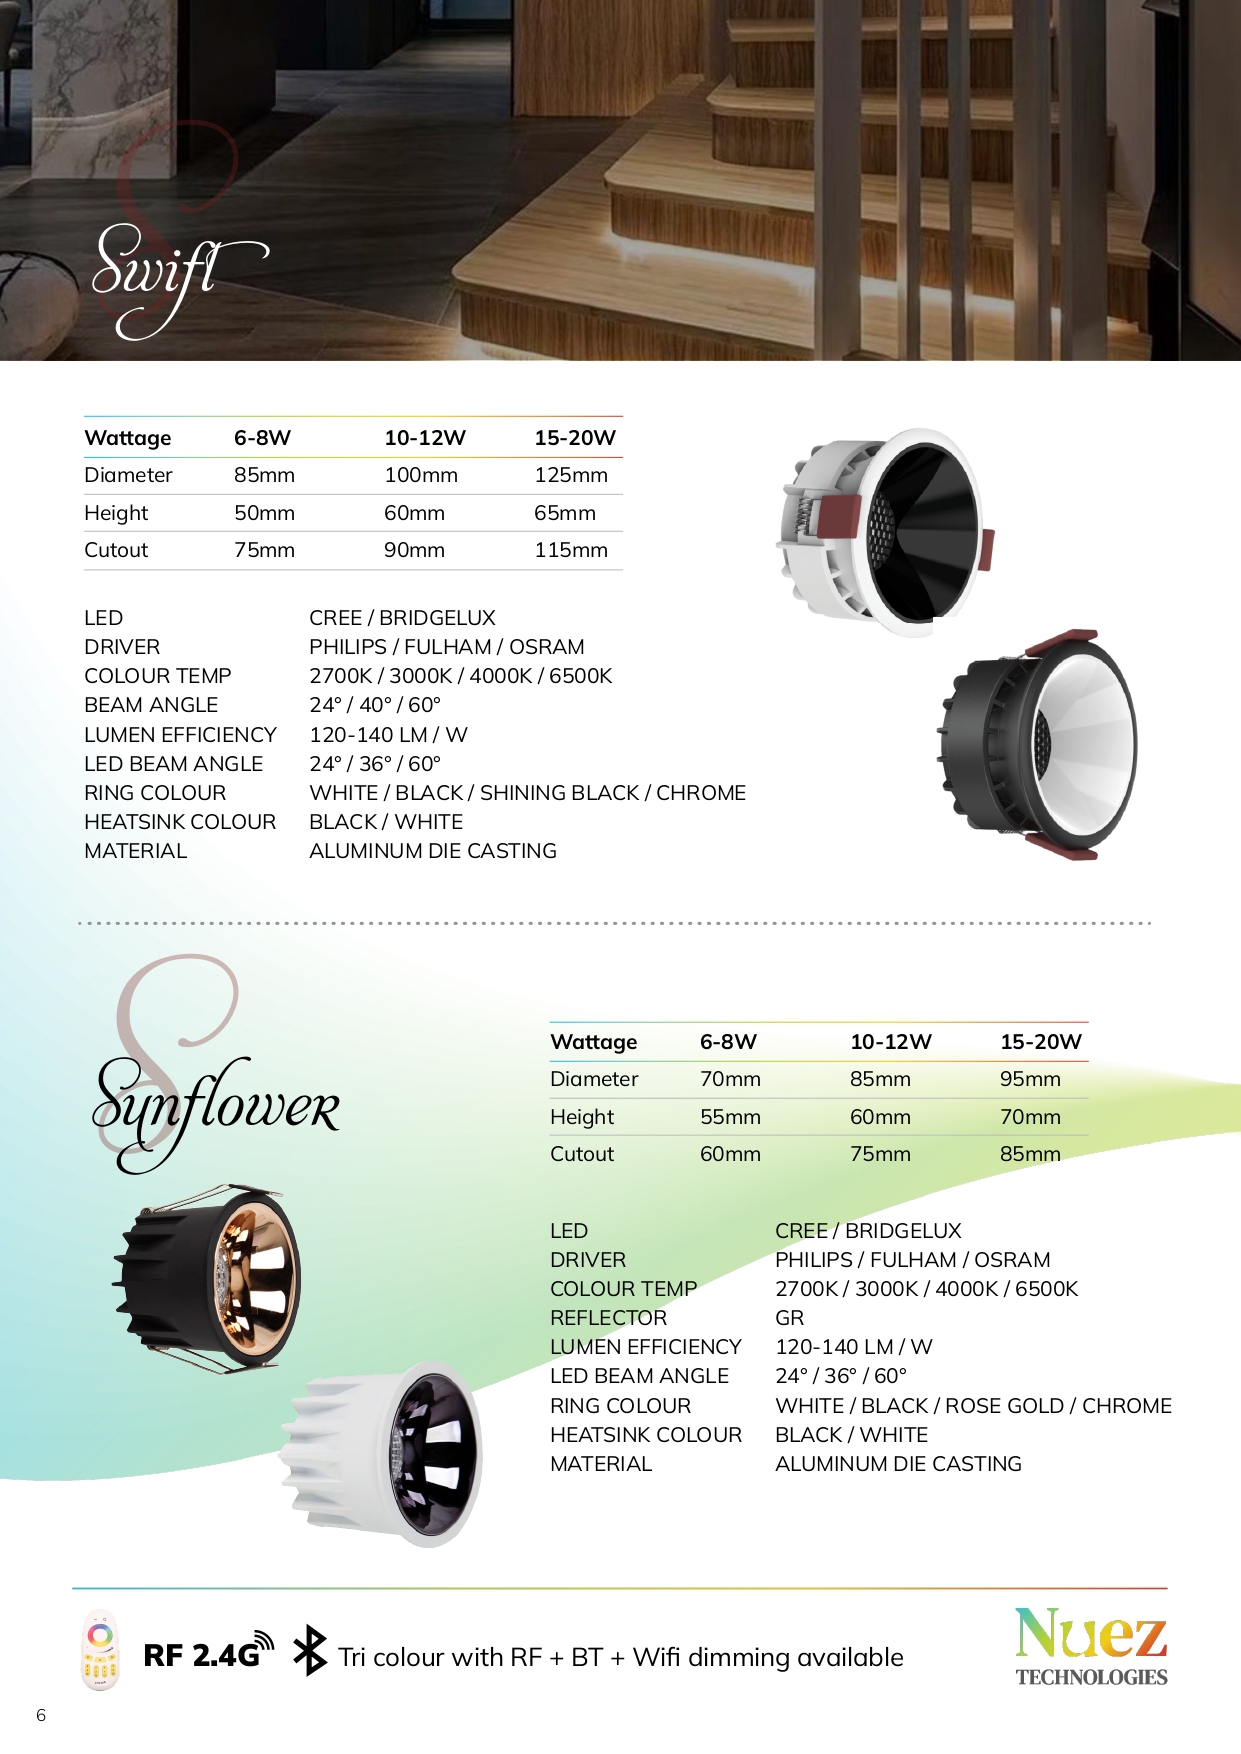 Swift
Wattage 6-8W 10-12W 15-20W
Diameter 85mm 100mm 125mm
Height 50mm 60mm 65mm
Cutout 75mm 90mm 115mm
LED CREE / BRIDGELUX
DRIVER PHILIPS / FULHAM / OSRAM
COLOUR TEMP 2700K / 3000K / 4000K / 6500K
BEAM ANGLE 24° / 40° / 60°
LUMEN EFFICIENCY 120-140 LM / W
LED BEAM ANGLE 24° / 36° / 60°
RING COLOUR WHITE / BLACK / SHINING BLACK / CHROME
HEATSINK COLOUR BLACK / WHITE
MATERIAL ALUMINUM DIE CASTING
S
Sunflower
Wattage 6-8W 10-12W 15-20W
Diameter 70mm 85mm 95mm
Height 55mm 60mm 70mm
Cutout 60mm 75mm 85mm
LED CREE / BRIDGELUX
DRIVER PHILIPS / FULHAM / OSRAM
COLOUR TEMP 2700K / 3000K / 4000K / 6500K
REFLECTOR GR
LUMEN EFFICIENCY 120-140 LM / W
LED BEAM ANGLE 24° / 36° / 60°
RING COLOUR WHITE / BLACK / ROSE GOLD / CHROME
HEATSINK COLOUR BLACK / WHITE
MATERIAL ALUMINUM DIE CASTING
RF 2.4G Tri colour with RF + BT + Wifi dimming available
Nuez
TECHNOLOGIES
6